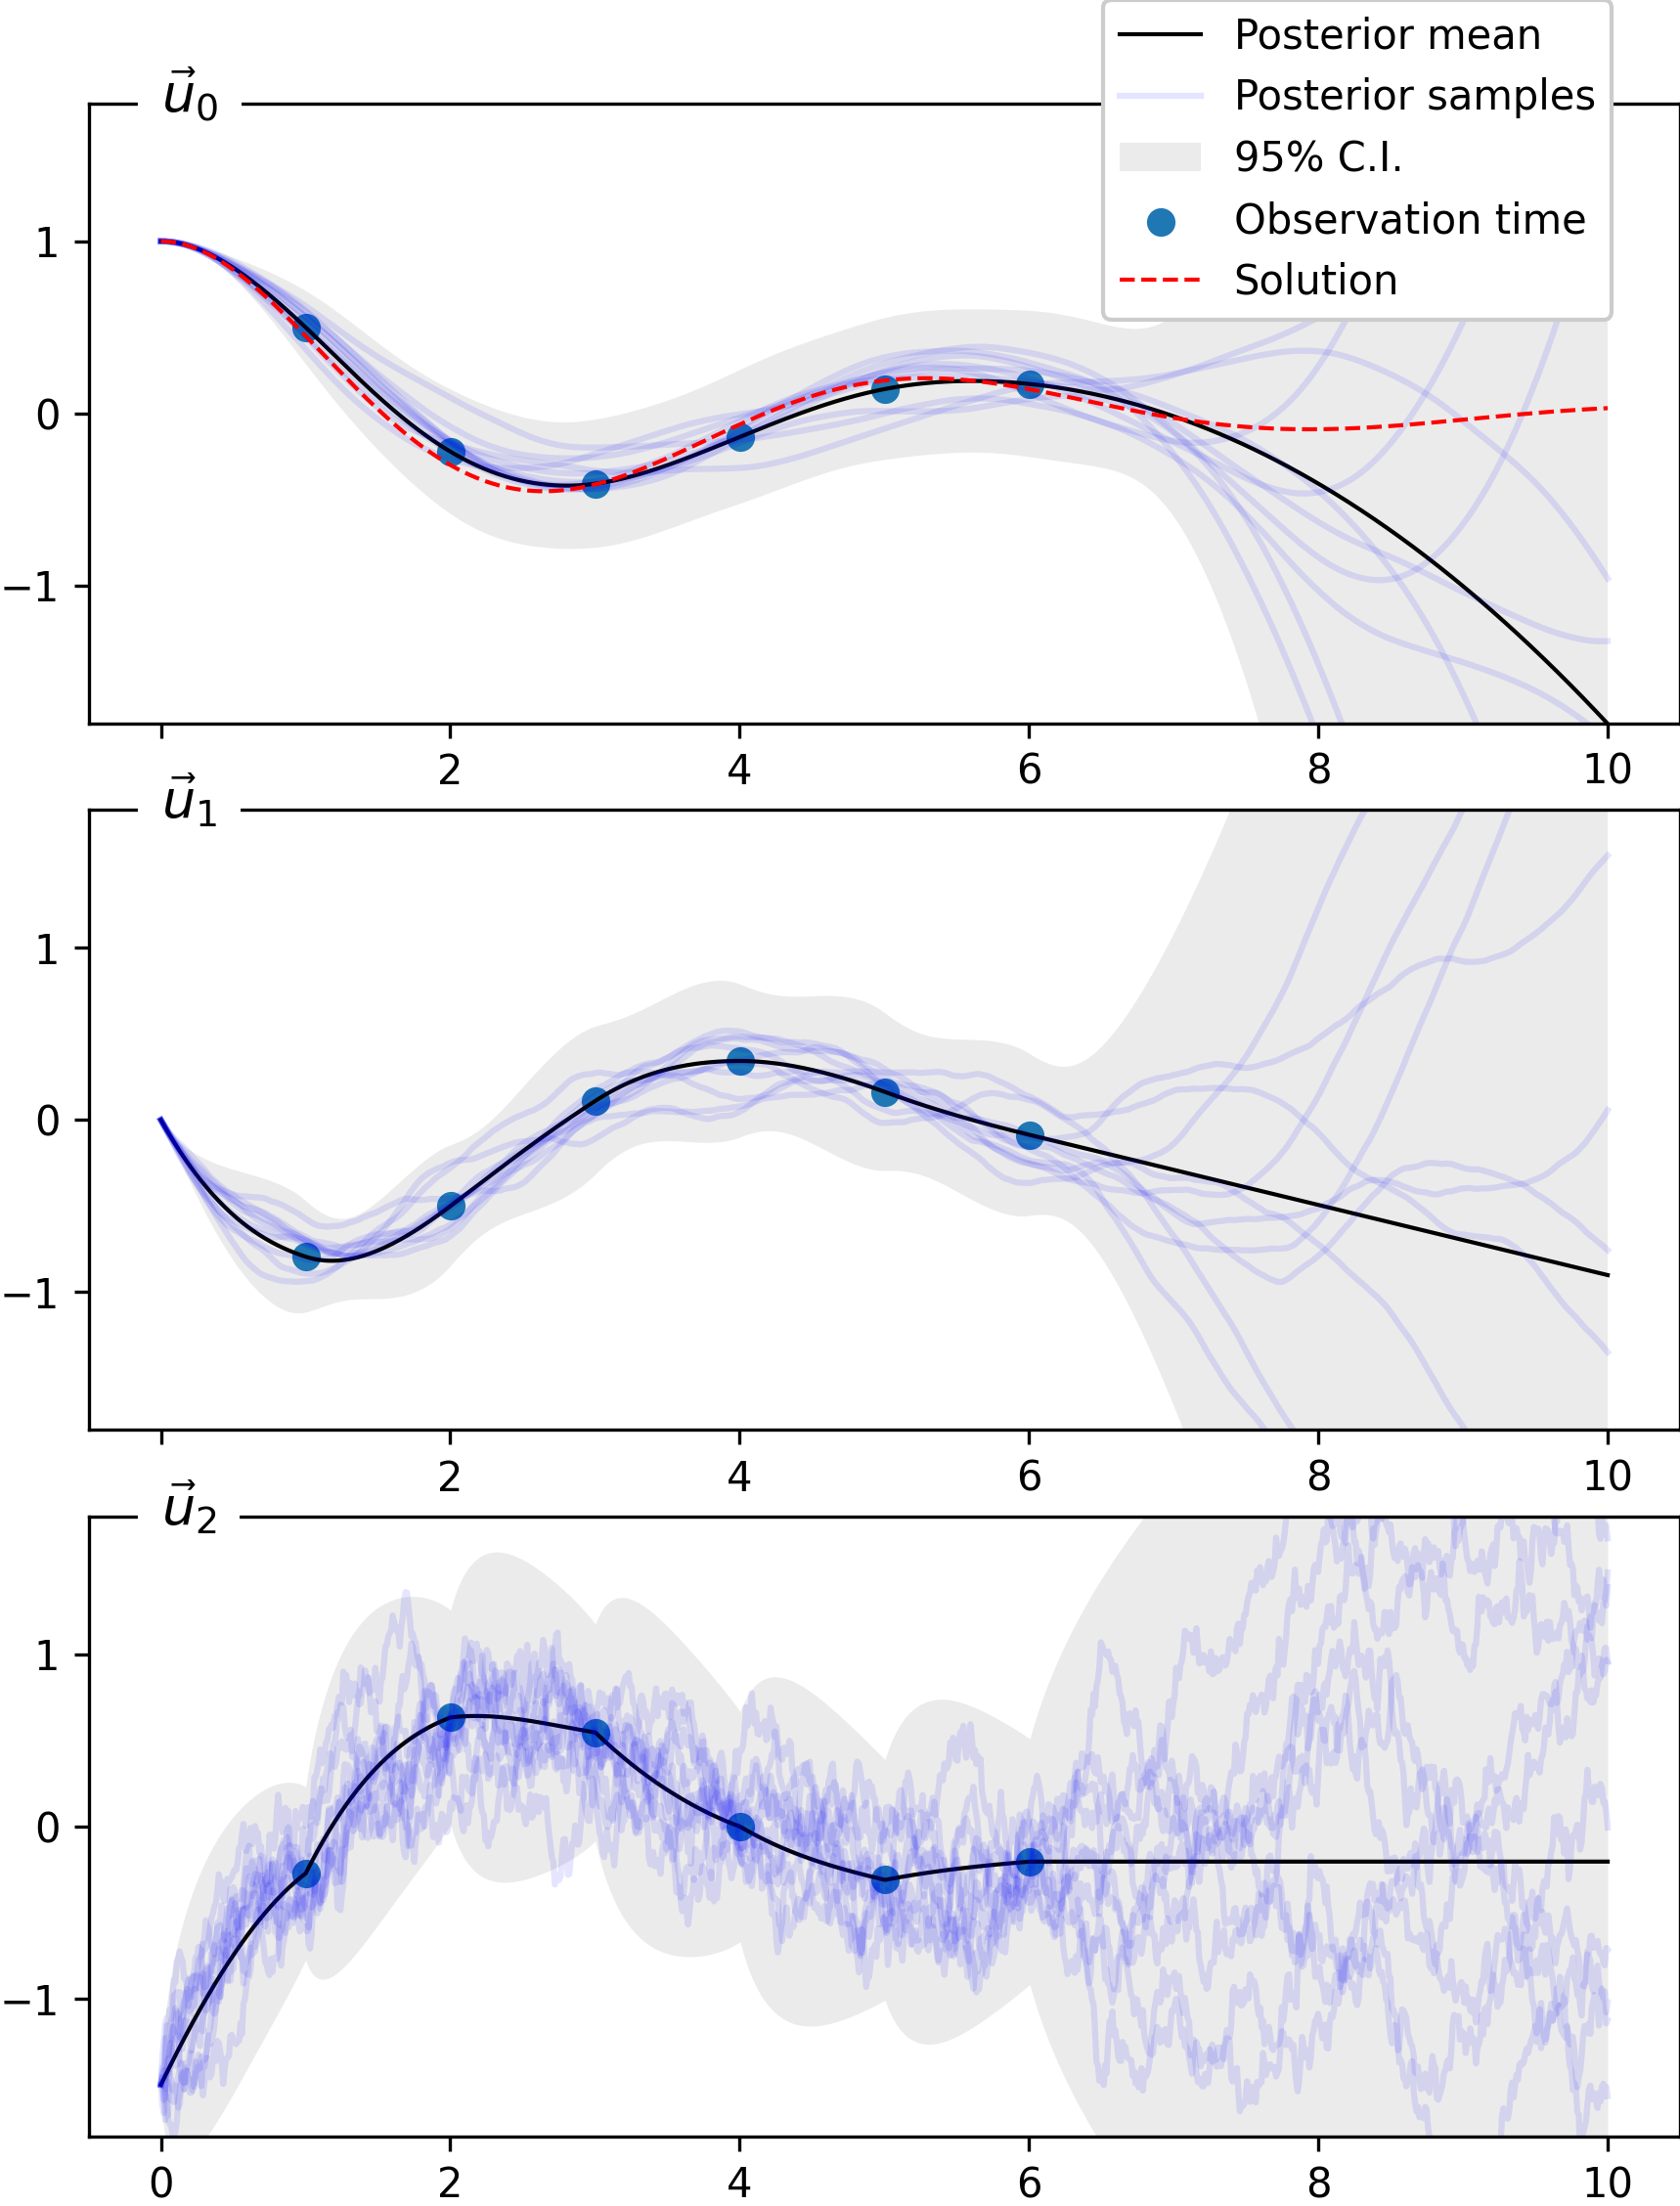 Posterior mean
Posterior samples
95% C.I.
Observation time
Solution
u⃗₀
1
0
−1
2 4 6 8 10
u⃗₁
1
0
−1
2 4 6 8 10
u⃗₂
1
0
−1
0 2 4 6 8 10